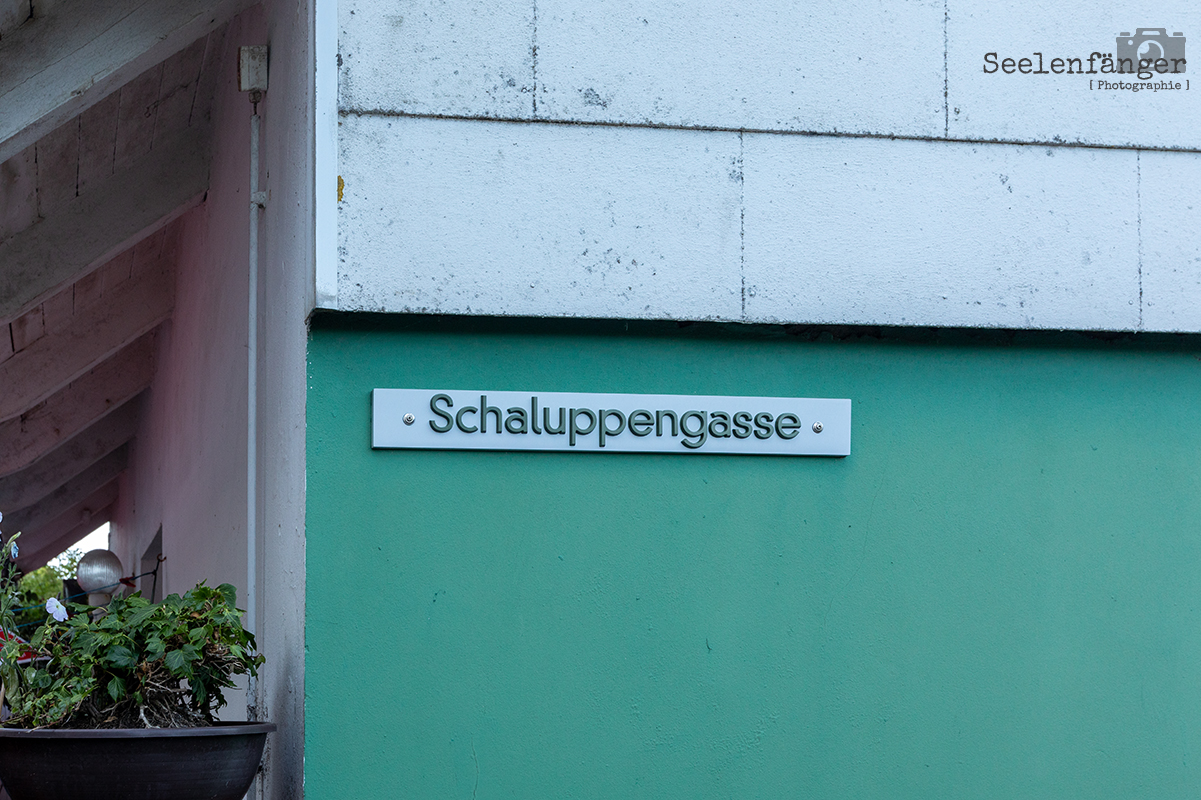 Seelenfänger
[ Photographie ]
Schaluppengasse